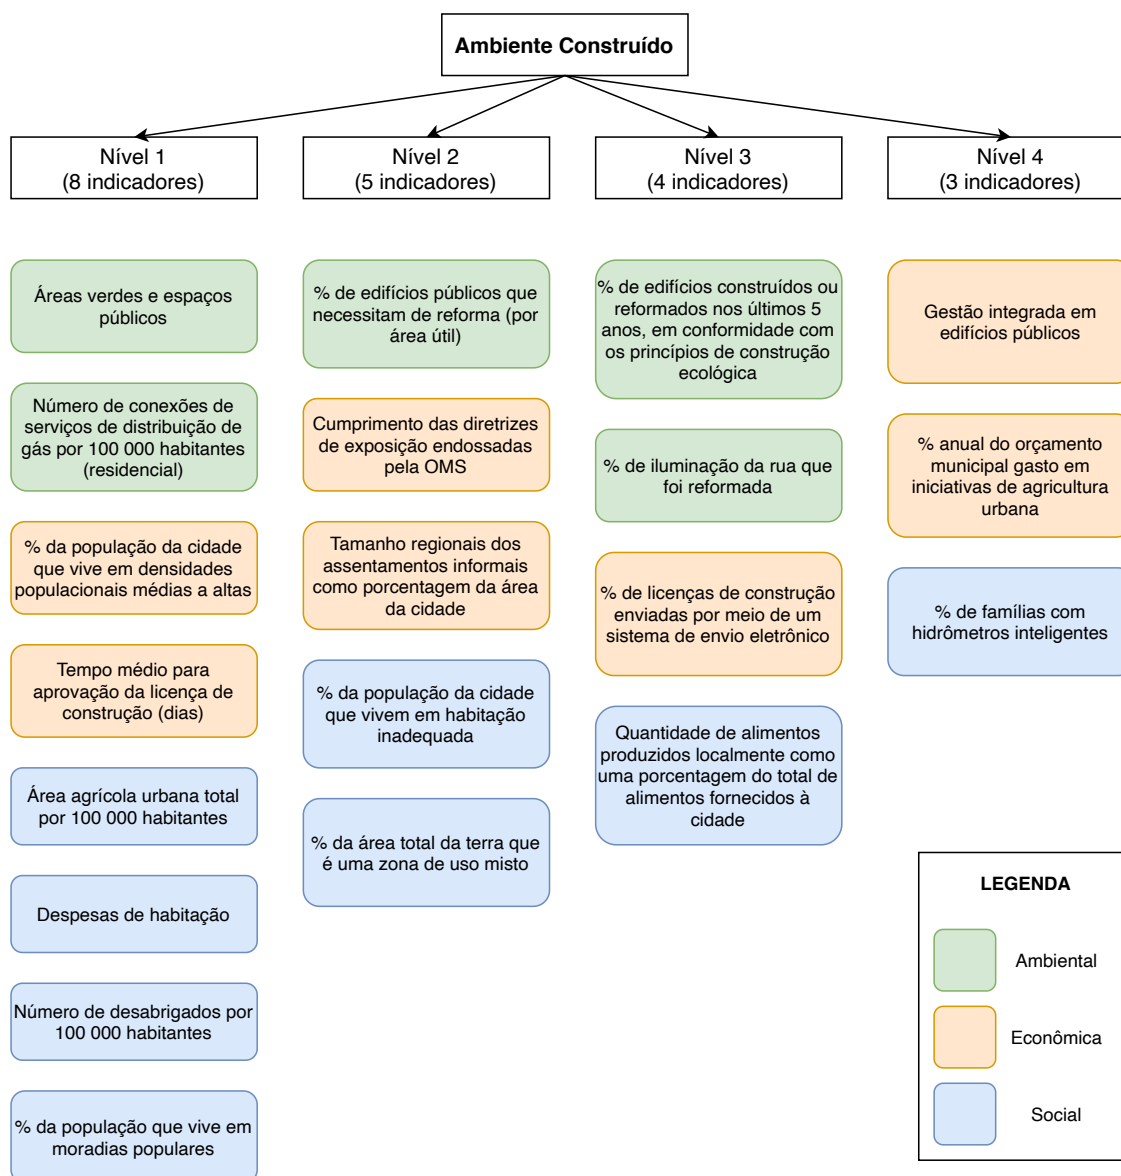 Ambiente Construído
Nível 1
(8 indicadores)
Nível 2
(5 indicadores)
Nível 3
(4 indicadores)
Nível 4
(3 indicadores)
Áreas verdes e espaços
públicos
Número de conexões de
serviços de distribuição de
gás por 100 000 habitantes
(residencial)
% da população da cidade
que vive em densidades
populacionais médias a altas
Tempo médio para
aprovação da licença de
construção (dias)
Área agrícola urbana total
por 100 000 habitantes
Despesas de habitação
Número de desabrigados por
100 000 habitantes
% da população que vive em
moradias populares
% de edifícios públicos que
necessitam de reforma (por
área útil)
Cumprimento das diretrizes
de exposição endossadas
pela OMS
Tamanho regionais dos
assentamentos informais
como porcentagem da área
da cidade
% da população da cidade
que vivem em habitação
inadequada
% da área total da terra que
é uma zona de uso misto
% de edifícios construídos ou
reformados nos últimos 5
anos, em conformidade com
os princípios de construção
ecológica
% de iluminação da rua que
foi reformada
% de licenças de construção
enviadas por meio de um
sistema de envio eletrônico
Quantidade de alimentos
produzidos localmente como
uma porcentagem do total de
alimentos fornecidos à
cidade
Gestão integrada em
edifícios públicos
% anual do orçamento
municipal gasto em
iniciativas de agricultura
urbana
% de famílias com
hidrômetros inteligentes
LEGENDA
Ambiental
Econômica
Social